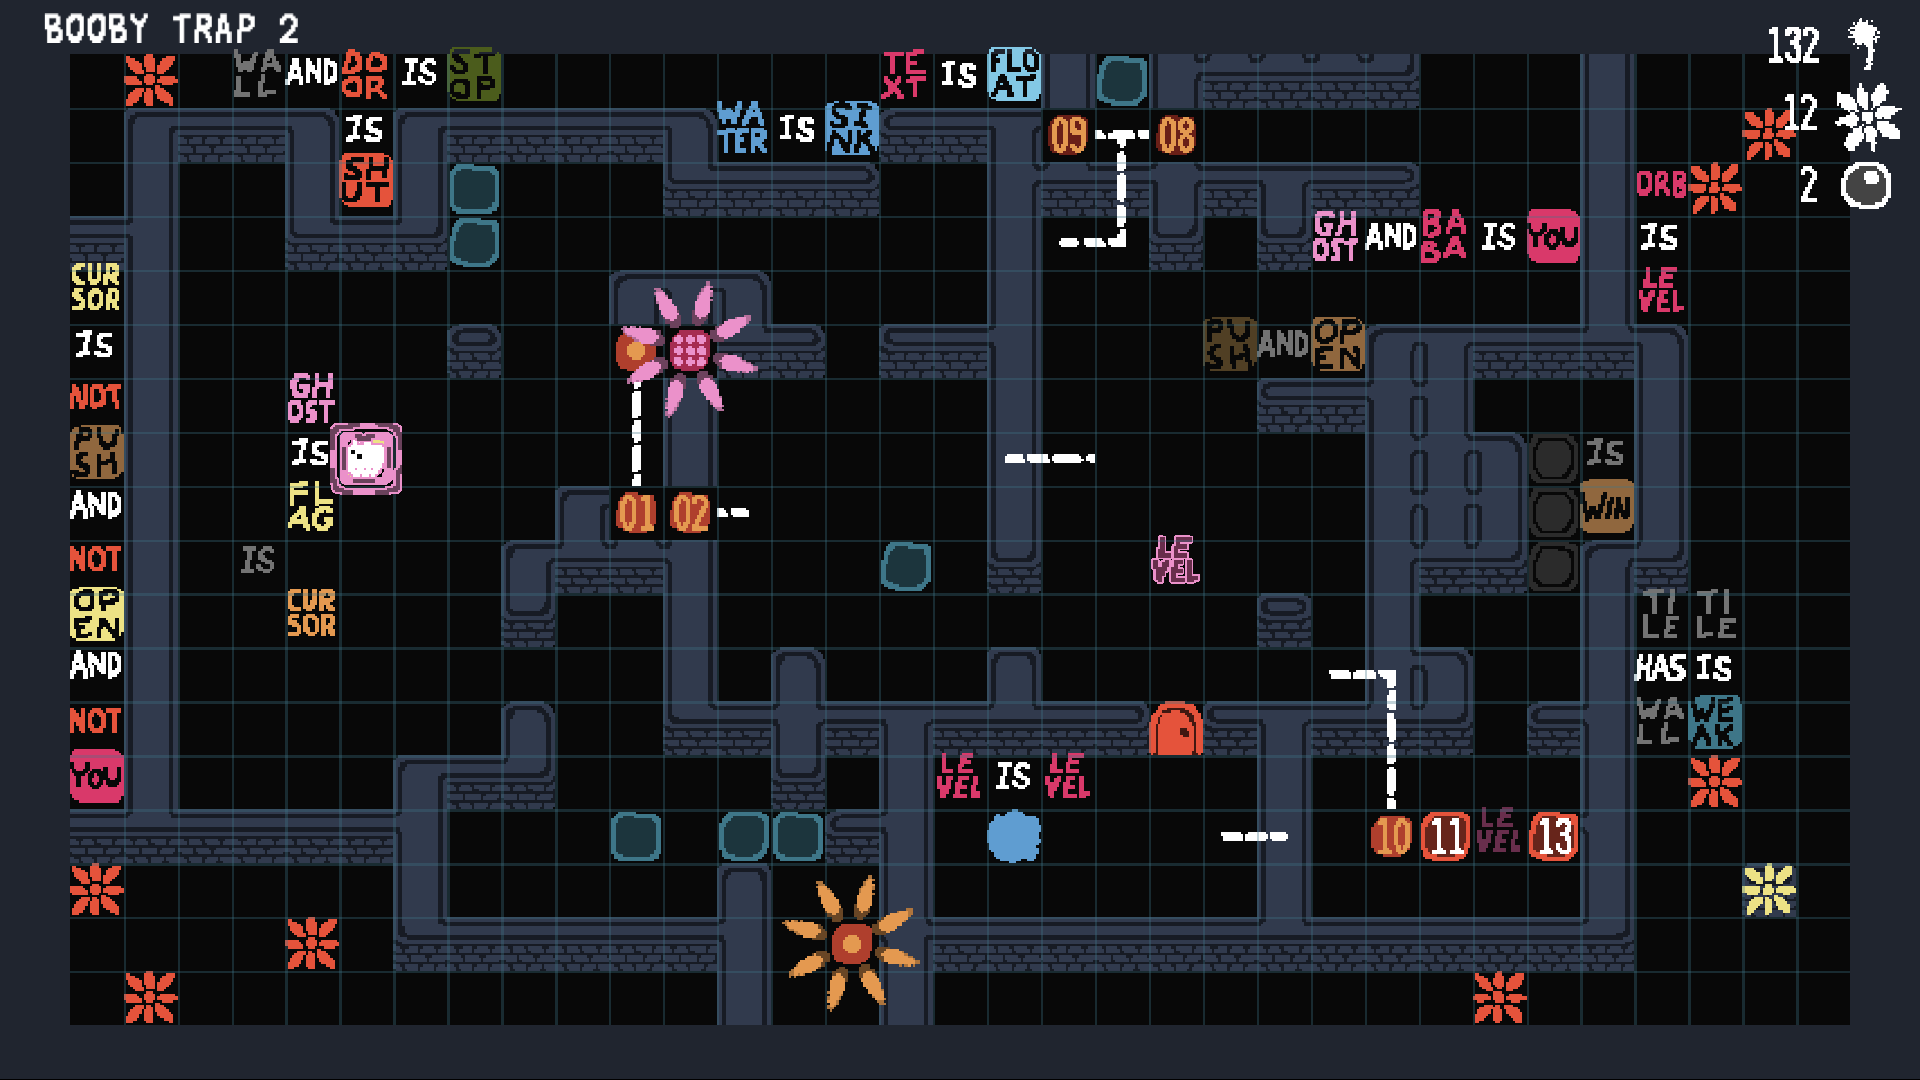 BOOBY TRAP 2
132
12
2
WALL AND DOOR IS STOP
IS
SHUT
TEXT IS FLOAT
WATER IS SINK
09 08
ORB
IS
LEVEL
GHOST AND BABA IS YOU
CURSOR
IS
NOT
PUSH
AND
NOT
OPEN
AND
NOT
YOU
PUSH AND OPEN
GHOST
IS
FLAG
IS
CURSOR
IS
WIN
01 02
LEVEL
TILE TILE
HAS IS
WALL WEAK
LEVEL IS LEVEL
10 11 LEVEL 13